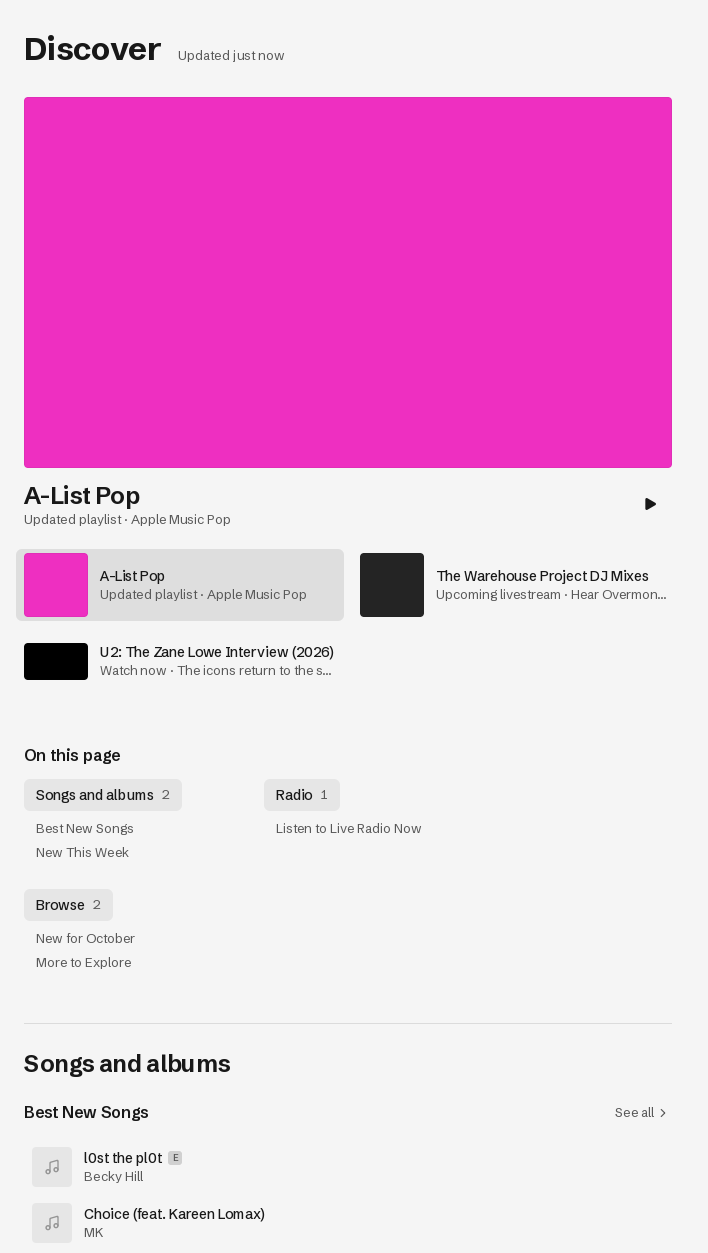 Discover
Updated just now
A-List Pop
Updated playlist · Apple Music Pop
A-List Pop
Updated playlist · Apple Music Pop
The Warehouse Project DJ Mixes
Upcoming livestream · Hear Overmon...
U2: The Zane Lowe Interview (2026)
Watch now · The icons return to the s...
On this page
Songs and albums 2
Best New Songs
New This Week
Radio 1
Listen to Live Radio Now
Browse 2
New for October
More to Explore
Songs and albums
Best New Songs
See all
l0st the pl0t E
Becky Hill
Choice (feat. Kareen Lomax)
MK